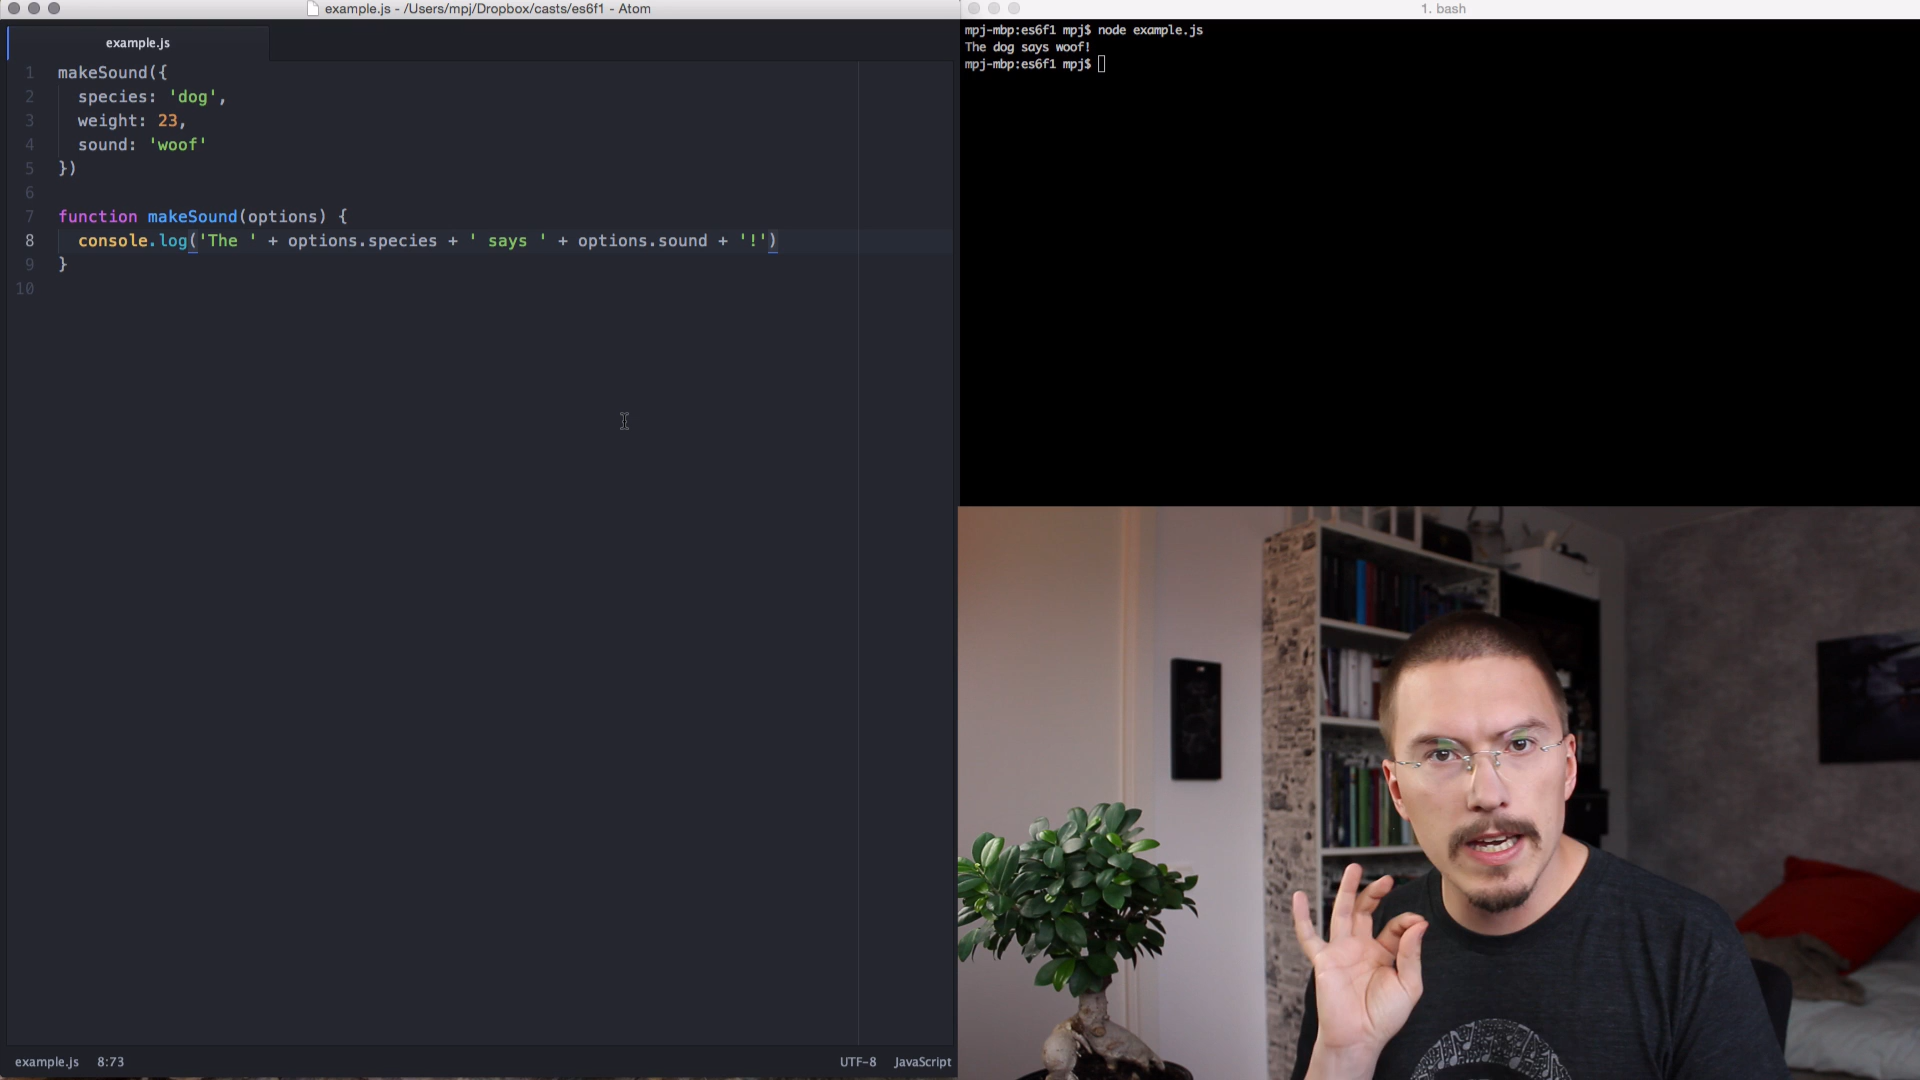 example.js - /Users/mpj/Dropbox/casts/es6f1 - Atom
example.js
1 makeSound({
2 species: 'dog',
3 weight: 23,
4 sound: 'woof'
5 })
6
7 function makeSound(options) {
8 console.log('The ' + options.species + ' says ' + options.sound + '!')
9 }
10
example.js 8:73
UTF-8 JavaScript
1. bash
mpj-mbp:es6f1 mpj$ node example.js
The dog says woof!
mpj-mbp:es6f1 mpj$